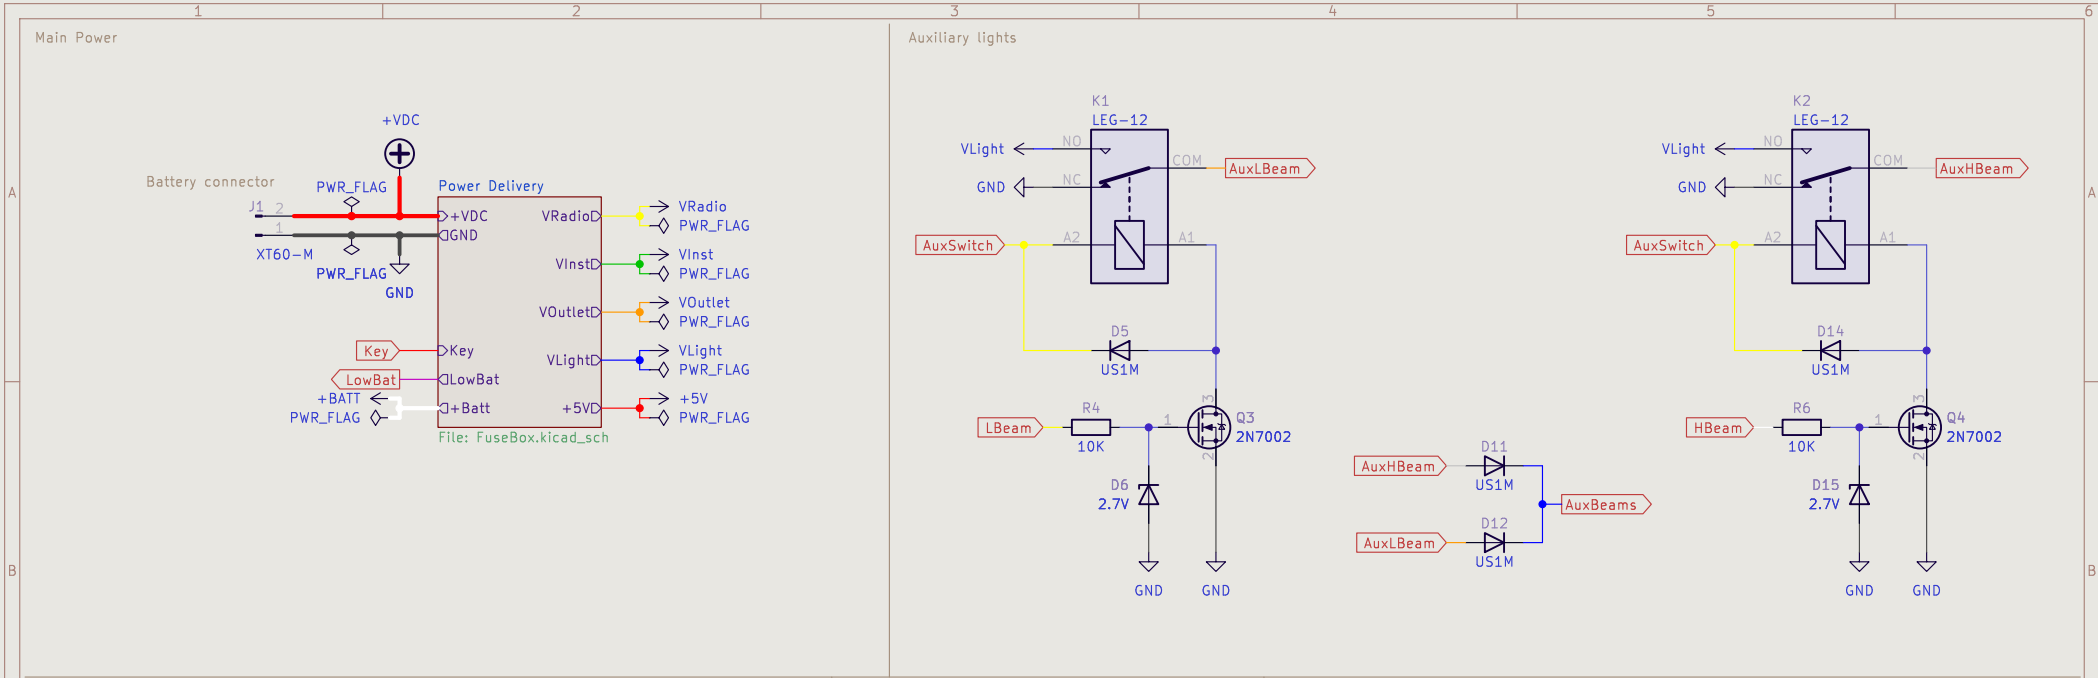 1 2 3 4 5 6
Main Power
Auxiliary lights
A
A
B
B
+VDC
Battery connector
PWR_FLAG
Power Delivery
J1
2
1
XT60-M
PWR_FLAG
GND
+VDC
GND
Key
Key
LowBat
LowBat
+BATT
PWR_FLAG
+Batt
VRadio
VRadio
PWR_FLAG
VInst
VInst
PWR_FLAG
VOutlet
VOutlet
PWR_FLAG
VLight
VLight
PWR_FLAG
+5V
+5V
PWR_FLAG
File: FuseBox.kicad_sch
K1
LEG-12
VLight
NO
GND
NC
COM
AuxLBeam
AuxSwitch
A2
A1
D5
US1M
LBeam
R4
10K
1
3
2
Q3
2N7002
D6
2.7V
GND
GND
AuxHBeam
D11
US1M
AuxBeams
AuxLBeam
D12
US1M
K2
LEG-12
VLight
NO
GND
NC
COM
AuxHBeam
AuxSwitch
A2
A1
D14
US1M
HBeam
R6
10K
1
3
2
Q4
2N7002
D15
2.7V
GND
GND